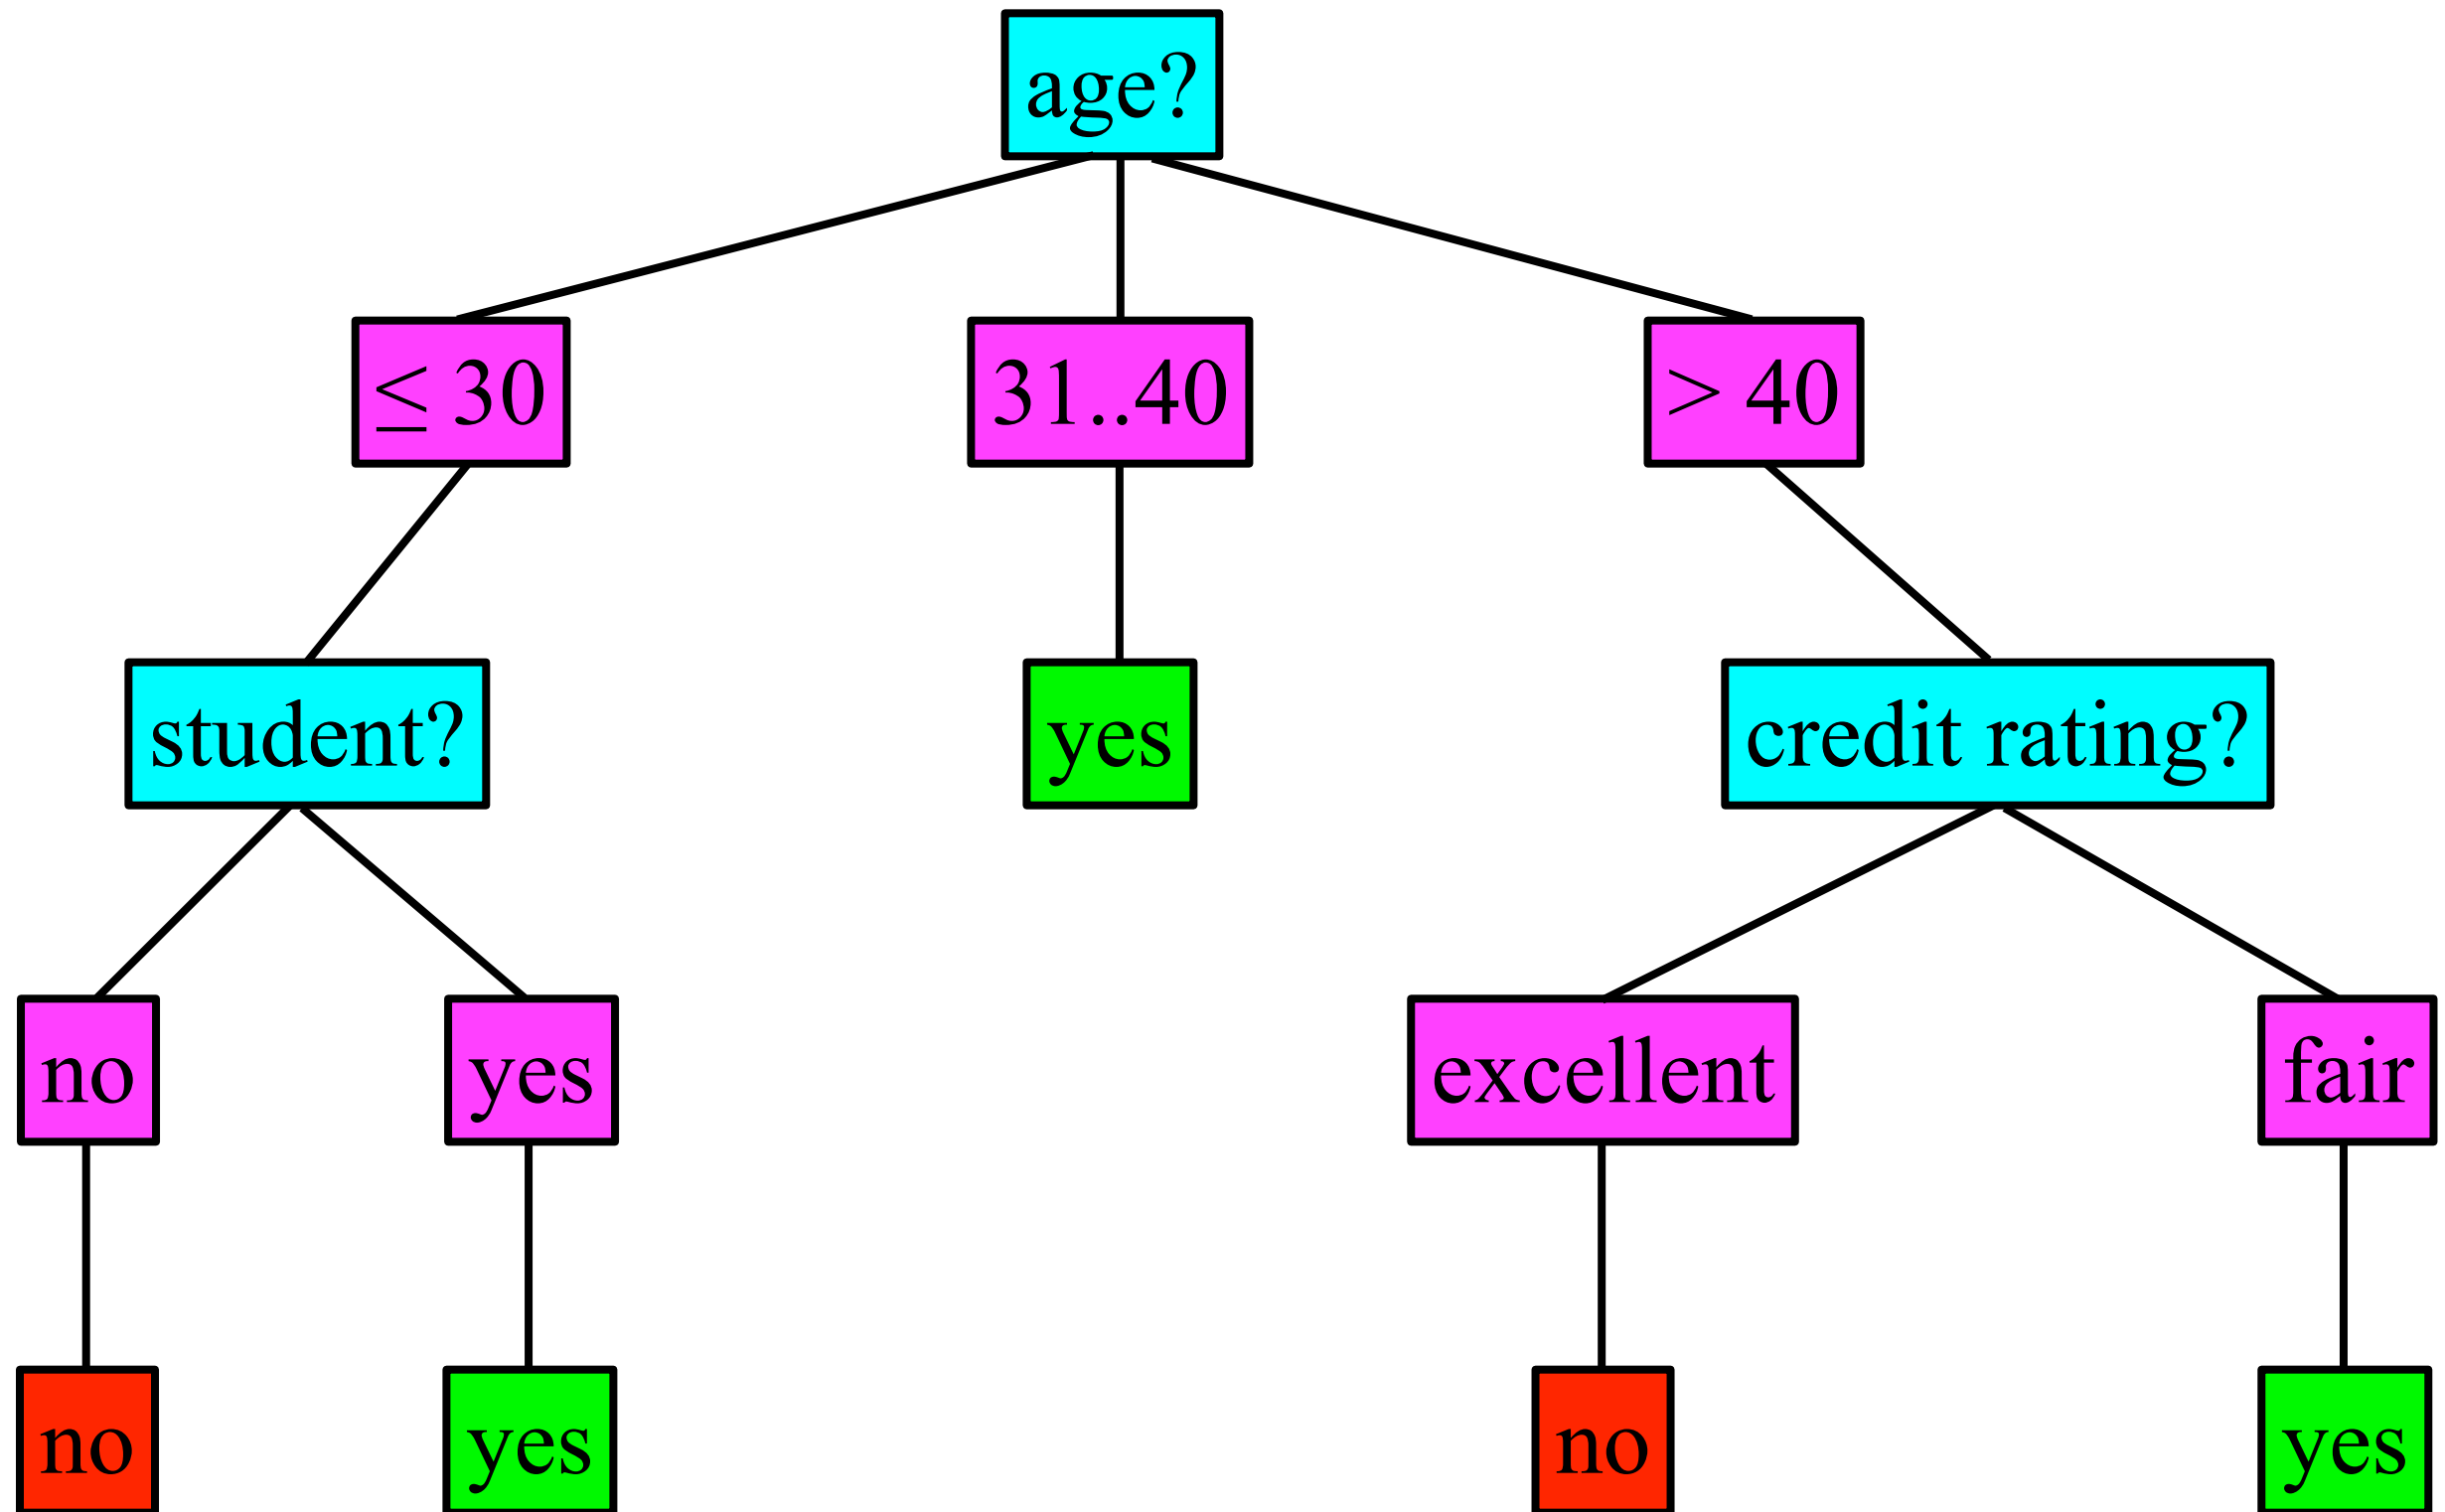 age?
≤ 30
31..40
> 40
student?
yes
credit rating?
no
yes
excellent
fair
no
yes
no
yes